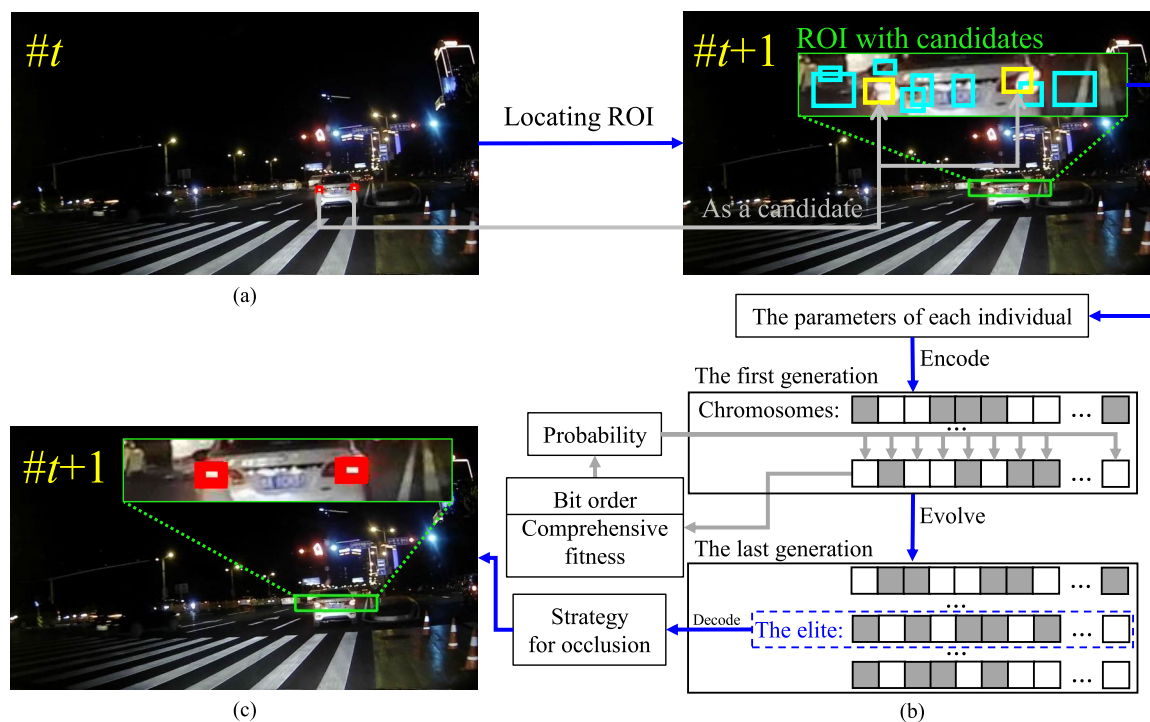 #t
Locating ROI
#t+1
ROI with candidates
As a candidate
(a)
The parameters of each individual
Encode
The first generation
Chromosomes:
...
...
Probability
Bit order
Comprehensive
fitness
Evolve
The last generation
...
...
Decode
The elite:
...
...
...
Strategy
for occlusion
#t+1
(c)
(b)